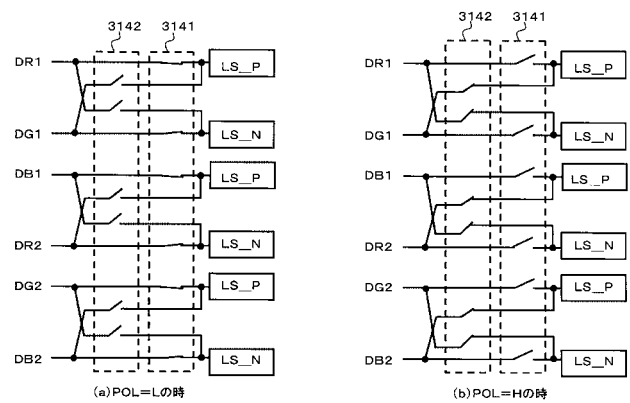 3142 3141
DR1 LS_P
DG1 LS_N
DB1 LS_P
DR2 LS_N
DG2 LS_P
DB2 LS_N
(a)POL=Lの時
3142 3141
DR1 LS_P
DG1 LS_N
DB1 LS_P
DR2 LS_N
DG2 LS_P
DB2 LS_N
(b)POL=Hの時